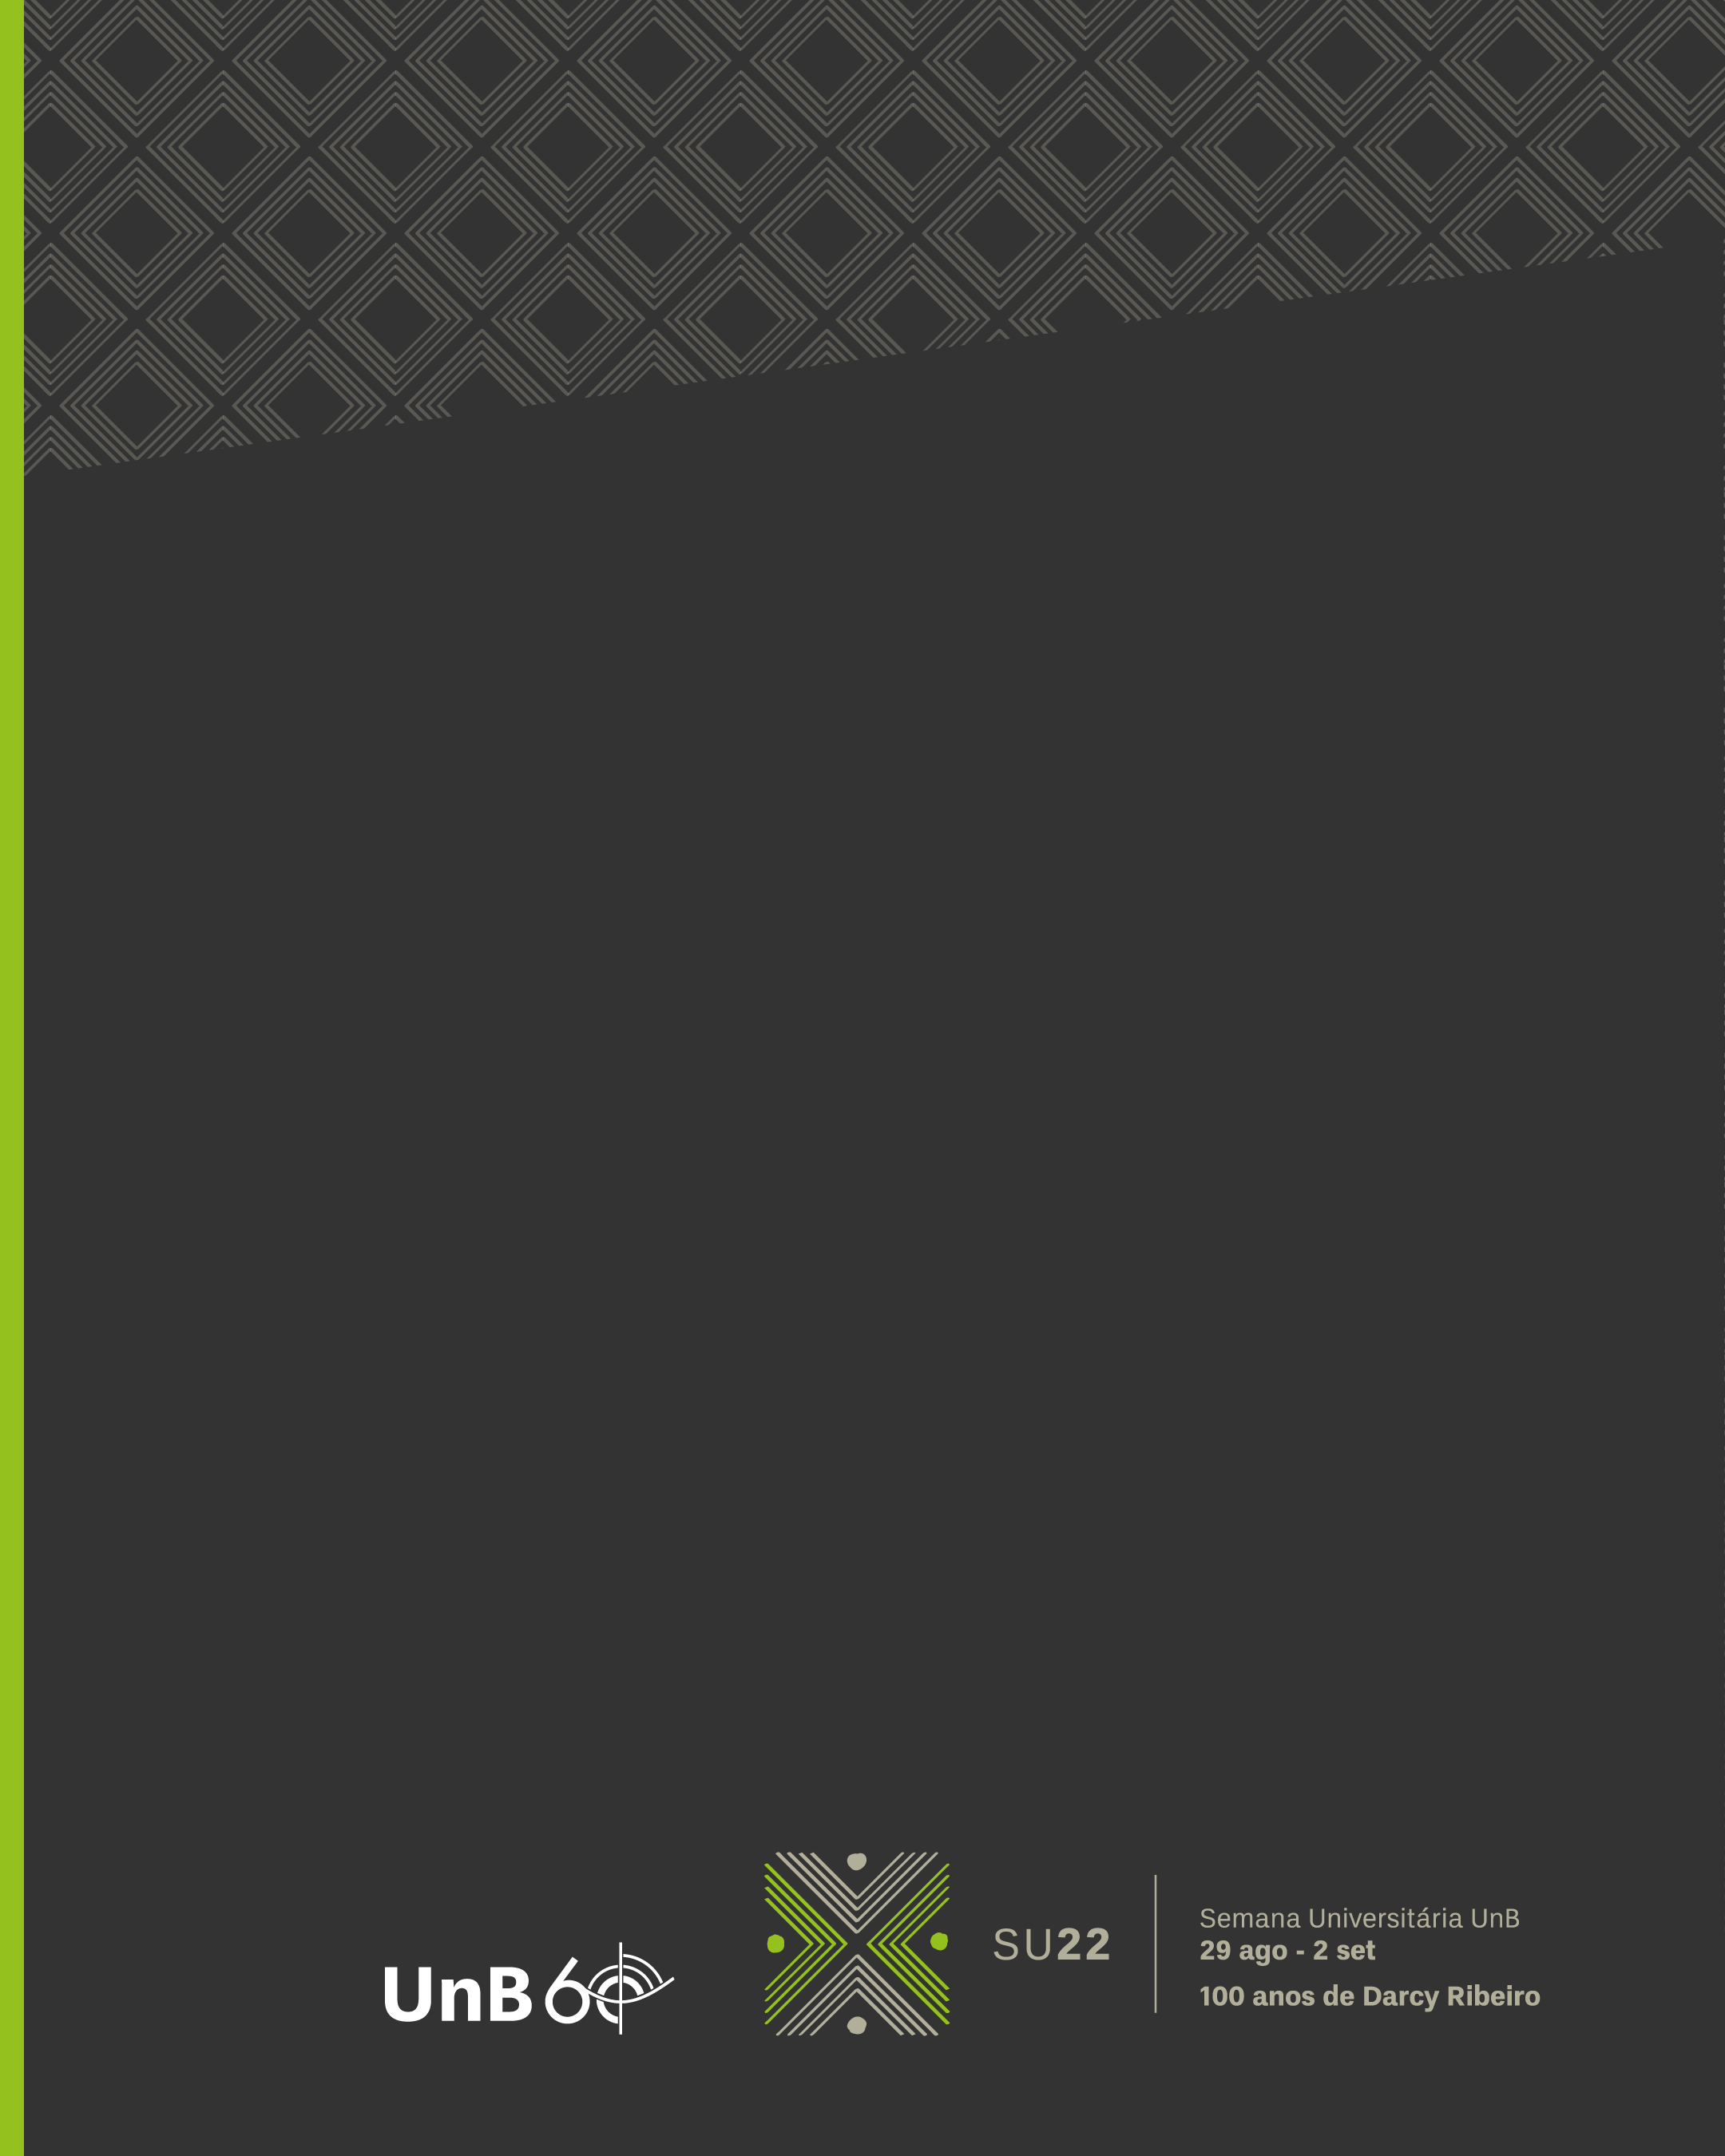 UnB 60
SU22
Semana Universitária UnB
29 ago - 2 set
100 anos de Darcy Ribeiro